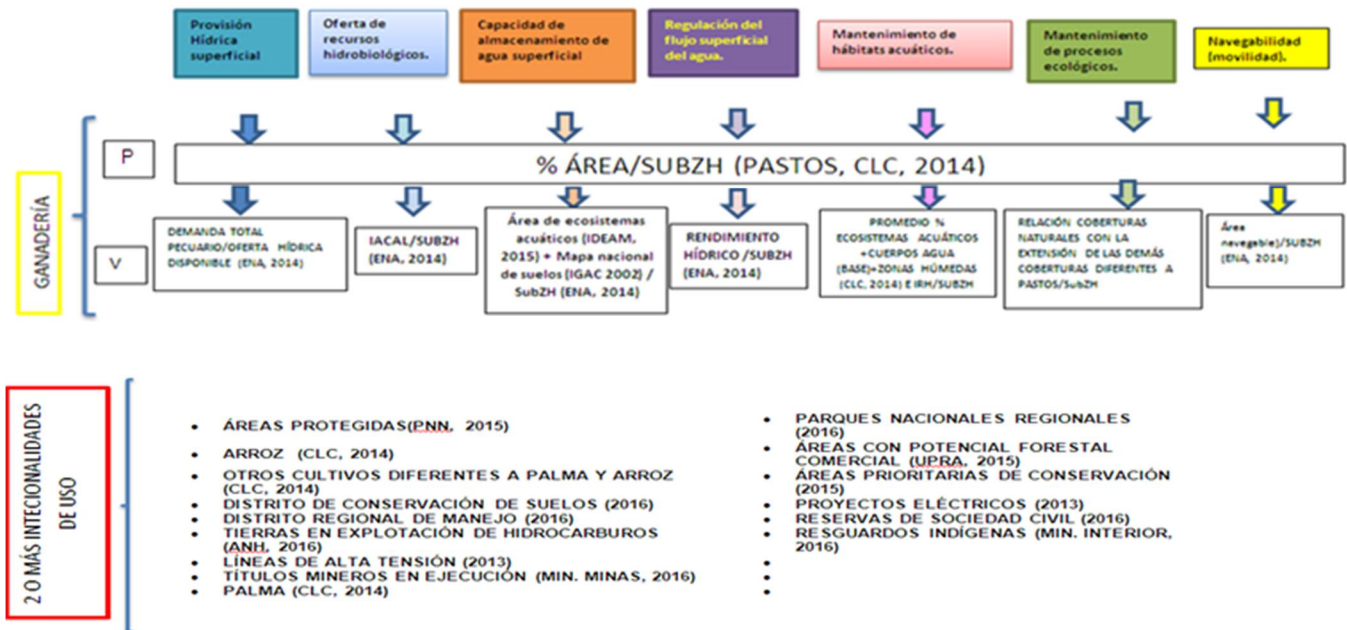 Provisión
Hídrica
superficial
Oferta de
recursos
hidrobiológicos.
Capacidad de
almacenamiento de
agua superficial
Regulación del
flujo superficial
del agua.
Mantenimiento de
hábitats acuáticos.
Mantenimiento
de procesos
ecológicos.
Navegabilidad
(movilidad).
GANADERÍA
P
% ÁREA/SUBZH (PASTOS, CLC, 2014)
V
DEMANDA TOTAL
PECUARIO/OFERTA HÍDRICA
DISPONIBLE (ENA, 2014)
IACAL/SUBZH
(ENA, 2014)
Área de ecosistemas
acuáticos (IDEAM,
2015) + Mapa nacional
de suelos (IGAC 2002) /
SubZH (ENA, 2014)
RENDIMIENTO
HÍDRICO /SUBZH
(ENA, 2014)
PROMEDIO %
ECOSISTEMAS ACUÁTICOS
+CUERPOS AGUA
(BASE)+ZONAS HÚMEDAS
(CLC, 2014) E IRH/SUBZH
RELACIÓN COBERTURAS
NATURALES CON LA
EXTENSIÓN DE LAS DEMÁS
COBERTURAS DIFERENTES A
PASTOS/SubZH
Área
navegable)/SUBZH
(ENA, 2014)
2 O MÁS INTECIONALIDADES
DE USO
• ÁREAS PROTEGIDAS(PNN, 2015)
• ARROZ (CLC, 2014)
• OTROS CULTIVOS DIFERENTES A PALMA Y ARROZ
(CLC, 2014)
• DISTRITO DE CONSERVACIÓN DE SUELOS (2016)
• DISTRITO REGIONAL DE MANEJO (2016)
• TIERRAS EN EXPLOTACIÓN DE HIDROCARBUROS
(ANH, 2016)
• LÍNEAS DE ALTA TENSIÓN (2013)
• TÍTULOS MINEROS EN EJECUCIÓN (MIN. MINAS, 2016)
• PALMA (CLC, 2014)
• PARQUES NACIONALES REGIONALES
(2016)
• ÁREAS CON POTENCIAL FORESTAL
COMERCIAL (UPRA, 2015)
• ÁREAS PRIORITARIAS DE CONSERVACIÓN
(2015)
• PROYECTOS ELÉCTRICOS (2013)
• RESERVAS DE SOCIEDAD CIVIL (2016)
• RESGUARDOS INDÍGENAS (MIN. INTERIOR,
2016)
•
•
•